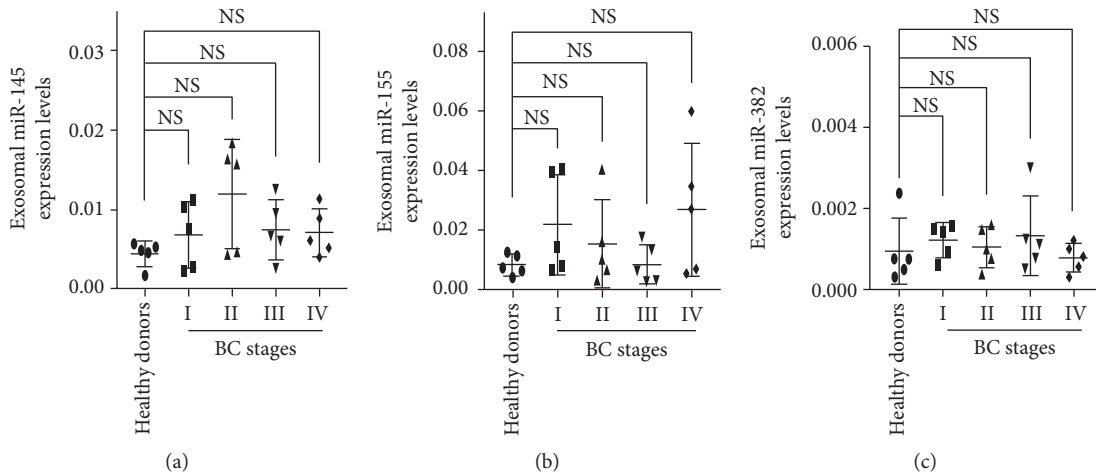 Exosomal miR-145
expression levels
0.03
0.02
0.01
0.00
NS
NS
NS
NS
Healthy donors
I
II
III
IV
BC stages
(a)
Exosomal miR-155
expression levels
0.08
0.06
0.04
0.02
0.00
NS
NS
NS
NS
Healthy donors
I
II
III
IV
BC stages
(b)
Exosomal miR-382
expression levels
0.006
0.004
0.002
0.000
NS
NS
NS
NS
Healthy donors
I
II
III
IV
BC stages
(c)